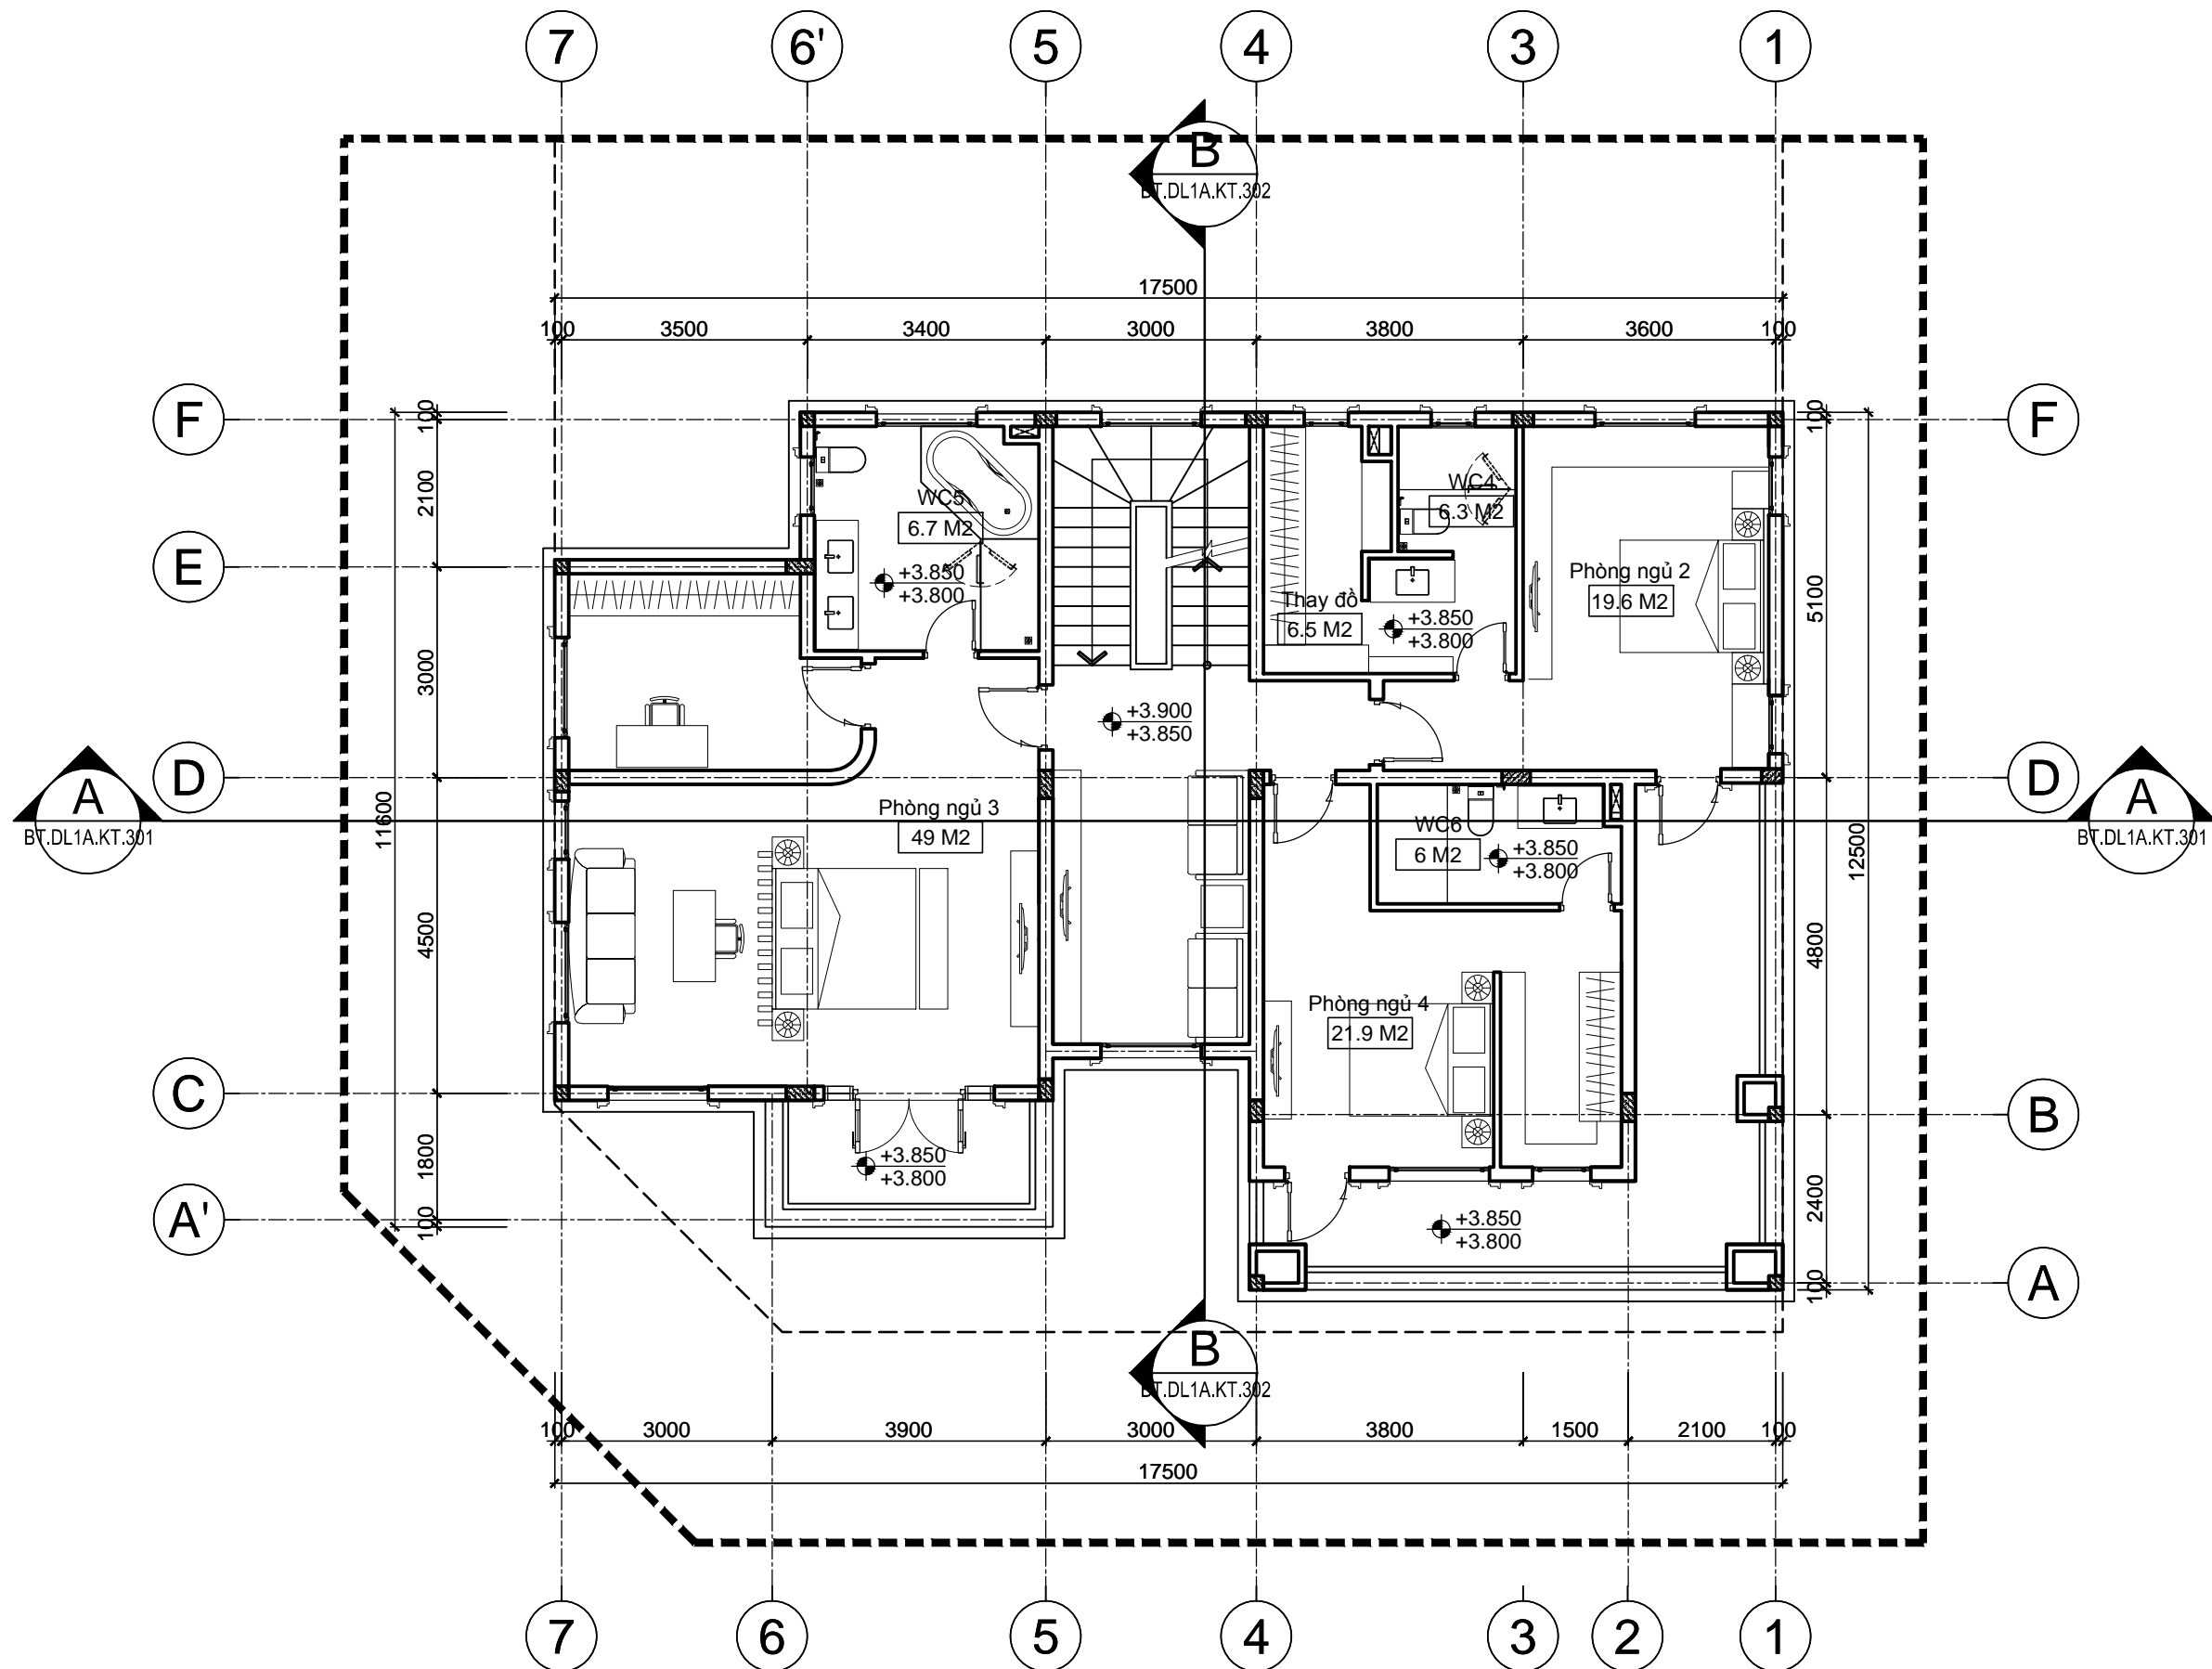 7 6' 5 4 3 1
B
BT.DL1A.KT.302
17500
100 3500 3400 3000 3800 3600 100
F F
100 100
2100
WC5
6.7 M2
WC4
6.3 M2
E
+3.850
+3.800
Phòng ngủ 2
19.6 M2
5100
Thay đồ
6.5 M2
+3.850
+3.800
3000
+3.900
+3.850
D D
A A
BT.DL1A.KT.301 BT.DL1A.KT.301
11600
Phòng ngủ 3
49 M2
WC6
6 M2
+3.850
+3.800
12500
4500
4800
Phòng ngủ 4
21.9 M2
C
B
1800
+3.850
+3.800
2400
A'
100
+3.850
+3.800
A
100
B
BT.DL1A.KT.302
100 3000 3900 3000 3800 1500 2100 100
17500
7 6 5 4 3 2 1